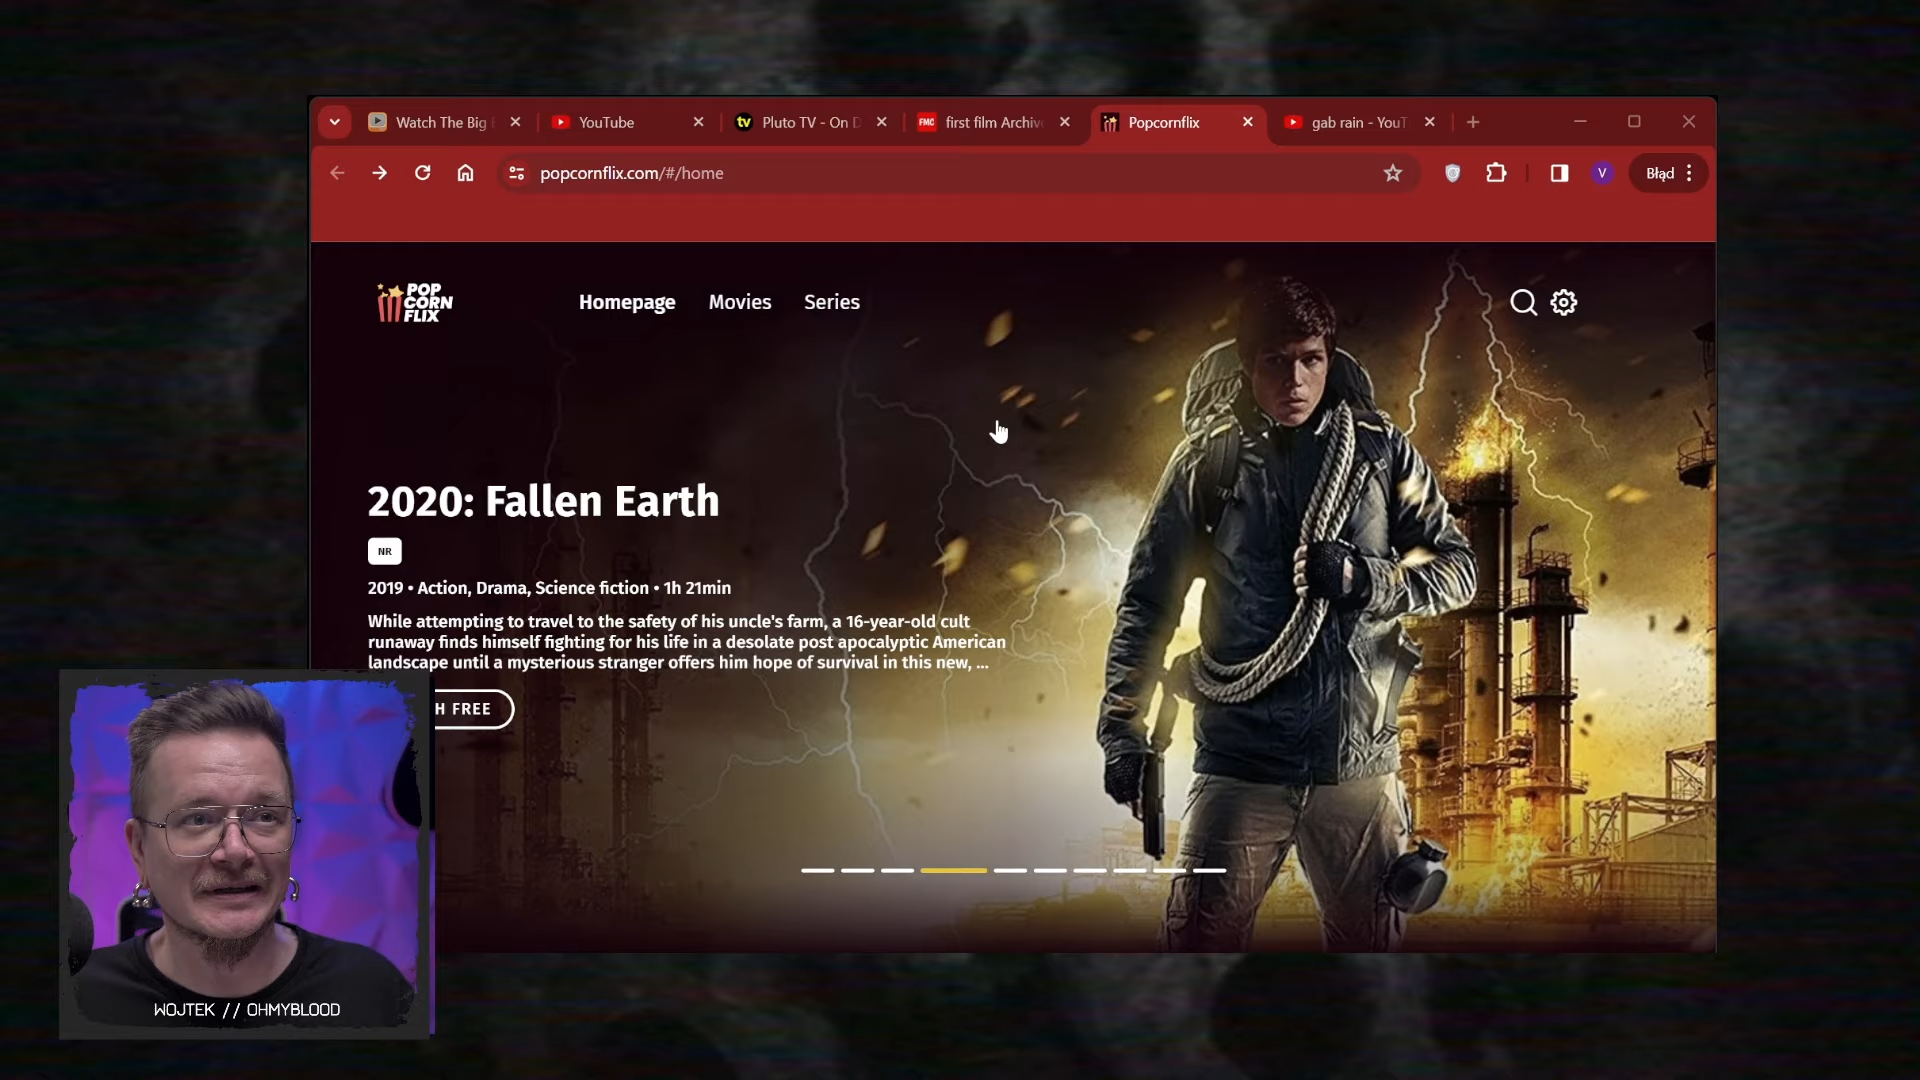 Watch The Big
YouTube
tv
Pluto TV - On D
FMC
first film Archiv
Popcornflix
gab rain - YouT
popcornflix.com/#/home
V
Błąd
POP
CORN
FLIX
Homepage
Movies
Series
2020: Fallen Earth
NR
2019 • Action, Drama, Science fiction • 1h 21min
While attempting to travel to the safety of his uncle's farm, a 16-year-old cult
runaway finds himself fighting for his life in a desolate post apocalyptic American
landscape until a mysterious stranger offers him hope of survival in this new, ...
H FREE
WOJTEK // OHMYBLOOD